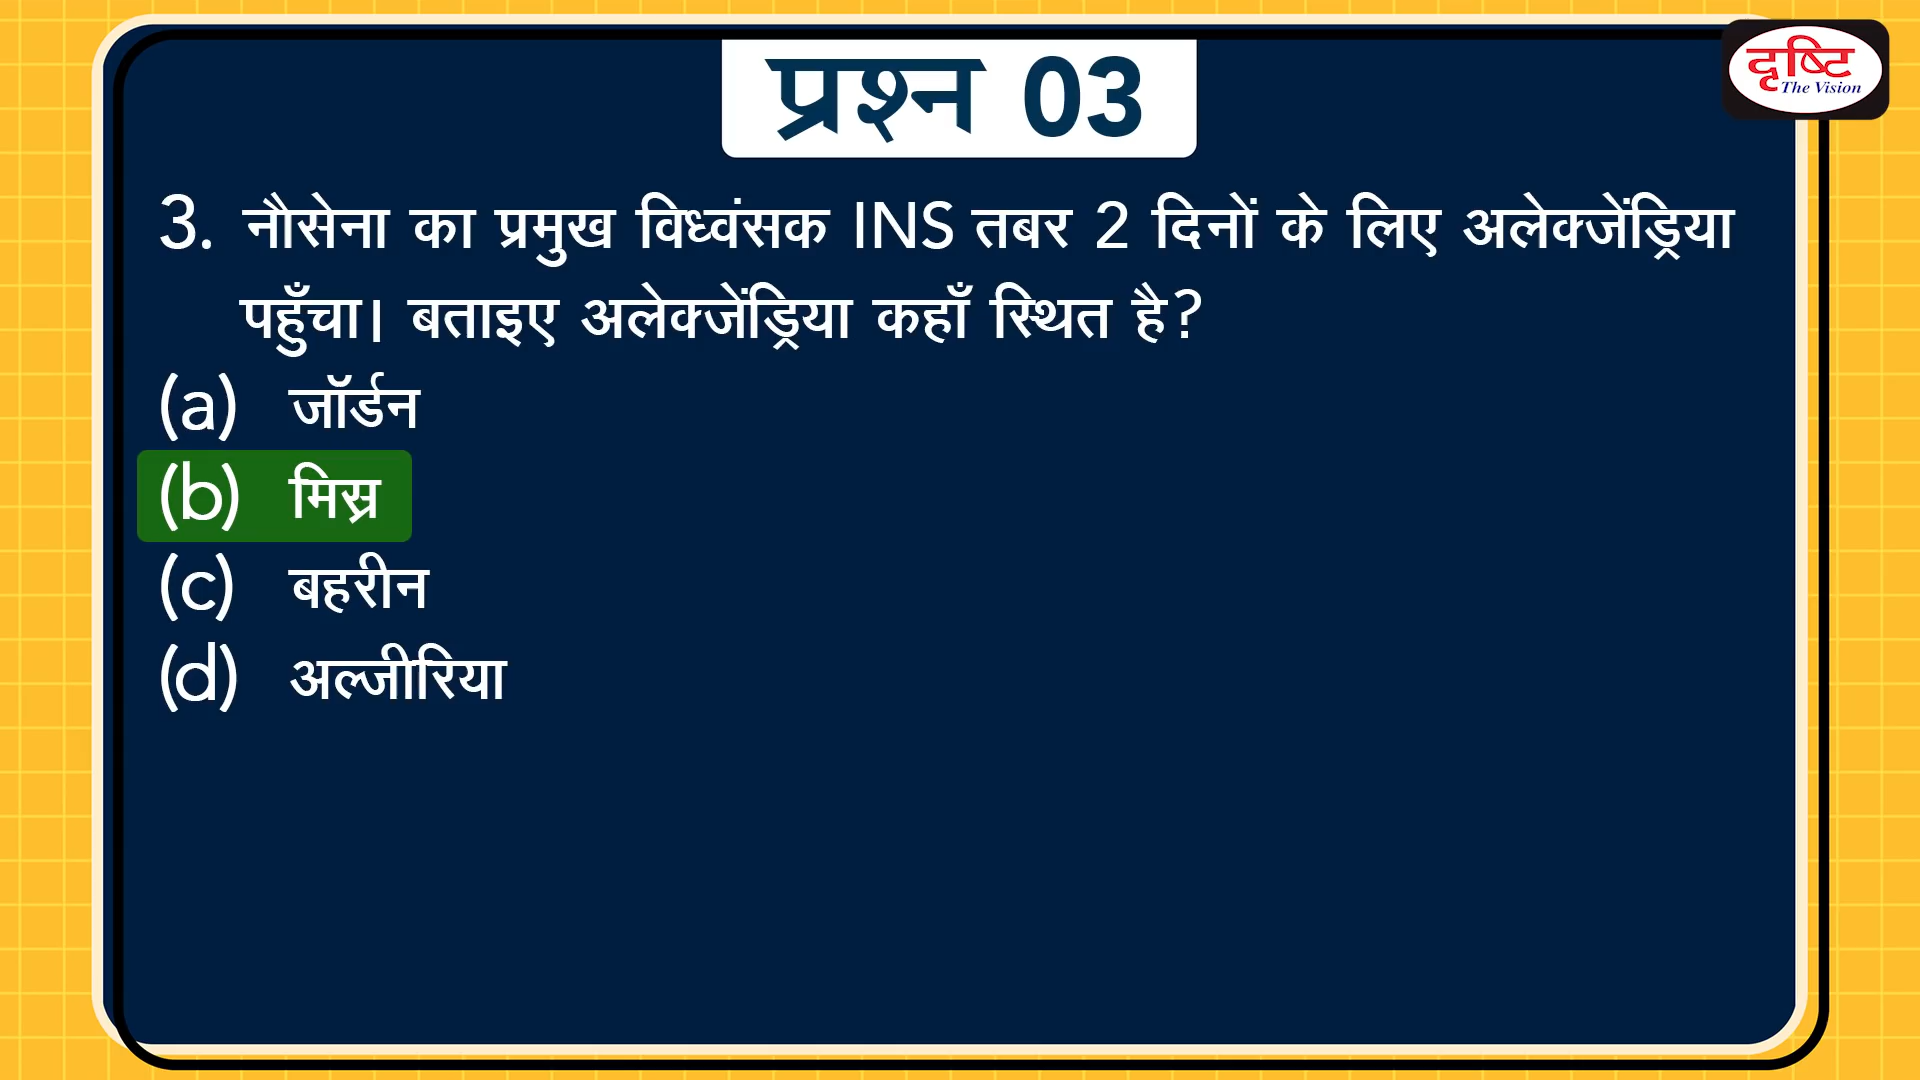 प्रश्न 03
दृष्टि
The Vision
3. नौसेना का प्रमुख विध्वंसक INS तबर 2 दिनों के लिए अलेक्जेंड्रिया
पहुँचा। बताइए अलेक्जेंड्रिया कहाँ स्थित है?
(a) जॉर्डन
(b) मिस्र
(c) बहरीन
(d) अल्जीरिया